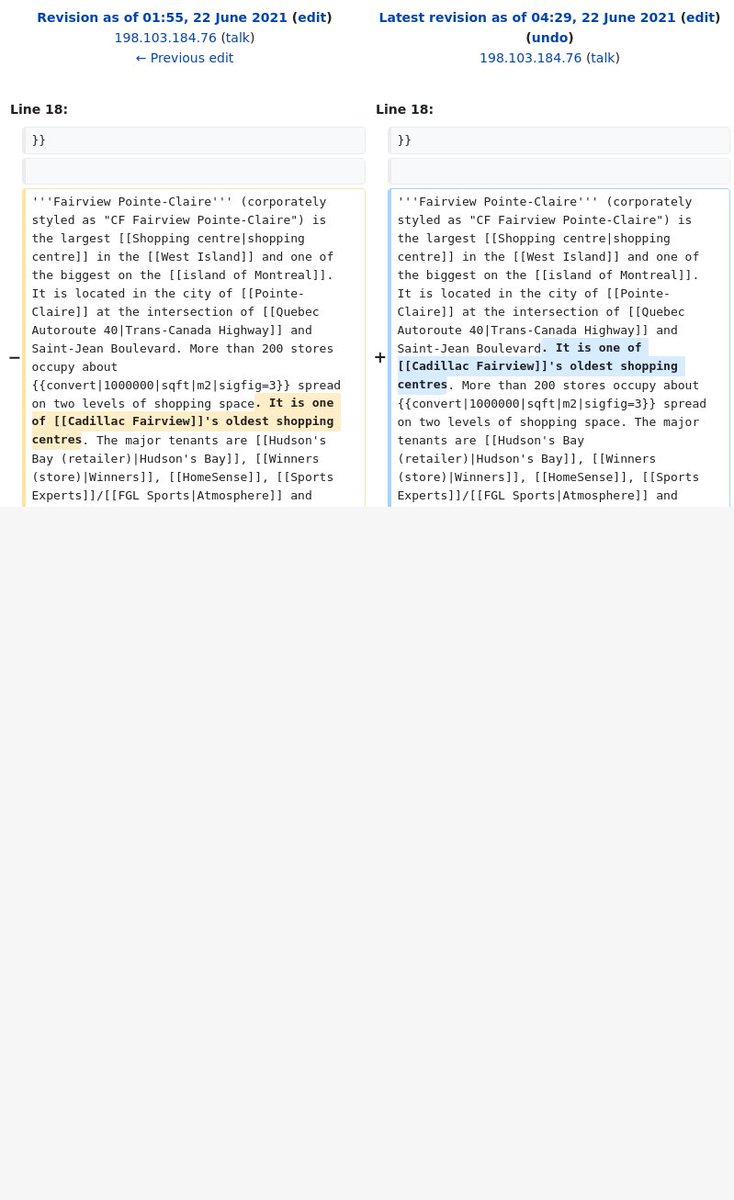 Revision as of 01:55, 22 June 2021 (edit)
198.103.184.76 (talk)
← Previous edit
Line 18:
}}
'''Fairview Pointe-Claire''' (corporately
styled as "CF Fairview Pointe-Claire") is
the largest [[Shopping centre|shopping
centre]] in the [[West Island]] and one of
the biggest on the [[island of Montreal]].
It is located in the city of [[Pointe-
Claire]] at the intersection of [[Quebec
Autoroute 40|Trans-Canada Highway]] and
Saint-Jean Boulevard. More than 200 stores
occupy about
{{convert|1000000|sqft|m2|sigfig=3}} spread
− on two levels of shopping space. It is one
of [[Cadillac Fairview]]'s oldest shopping
centres. The major tenants are [[Hudson's
Bay (retailer)|Hudson's Bay]], [[Winners
(store)|Winners]], [[HomeSense]], [[Sports
Experts]]/[[FGL Sports|Atmosphere]] and
Latest revision as of 04:29, 22 June 2021 (edit)
(undo)
198.103.184.76 (talk)
Line 18:
}}
'''Fairview Pointe-Claire''' (corporately
styled as "CF Fairview Pointe-Claire") is
the largest [[Shopping centre|shopping
centre]] in the [[West Island]] and one of
the biggest on the [[island of Montreal]].
It is located in the city of [[Pointe-
Claire]] at the intersection of [[Quebec
Autoroute 40|Trans-Canada Highway]] and
Saint-Jean Boulevard. It is one of
+ [[Cadillac Fairview]]'s oldest shopping
centres. More than 200 stores occupy about
{{convert|1000000|sqft|m2|sigfig=3}} spread
on two levels of shopping space. The major
tenants are [[Hudson's Bay
(retailer)|Hudson's Bay]], [[Winners
(store)|Winners]], [[HomeSense]], [[Sports
Experts]]/[[FGL Sports|Atmosphere]] and